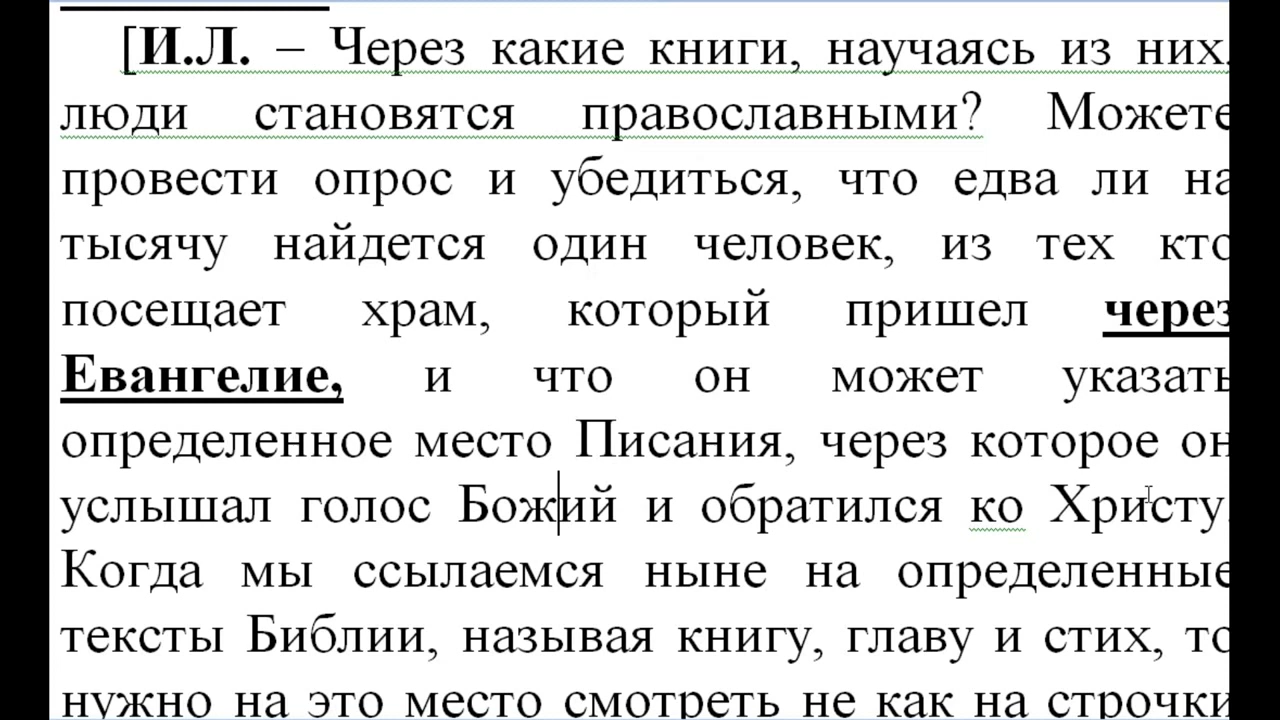 [И.Л. – Через какие книги, научаясь из них,
люди становятся православными? Можете
провести опрос и убедиться, что едва ли на
тысячу найдется один человек, из тех кто
посещает храм, который пришел через
Евангелие, и что он может указать
определенное место Писания, через которое он
услышал голос Божий и обратился ко Христу.
Когда мы ссылаемся ныне на определенные
тексты Библии, называя книгу, главу и стих, то
нужно на это место смотреть не как на строчки